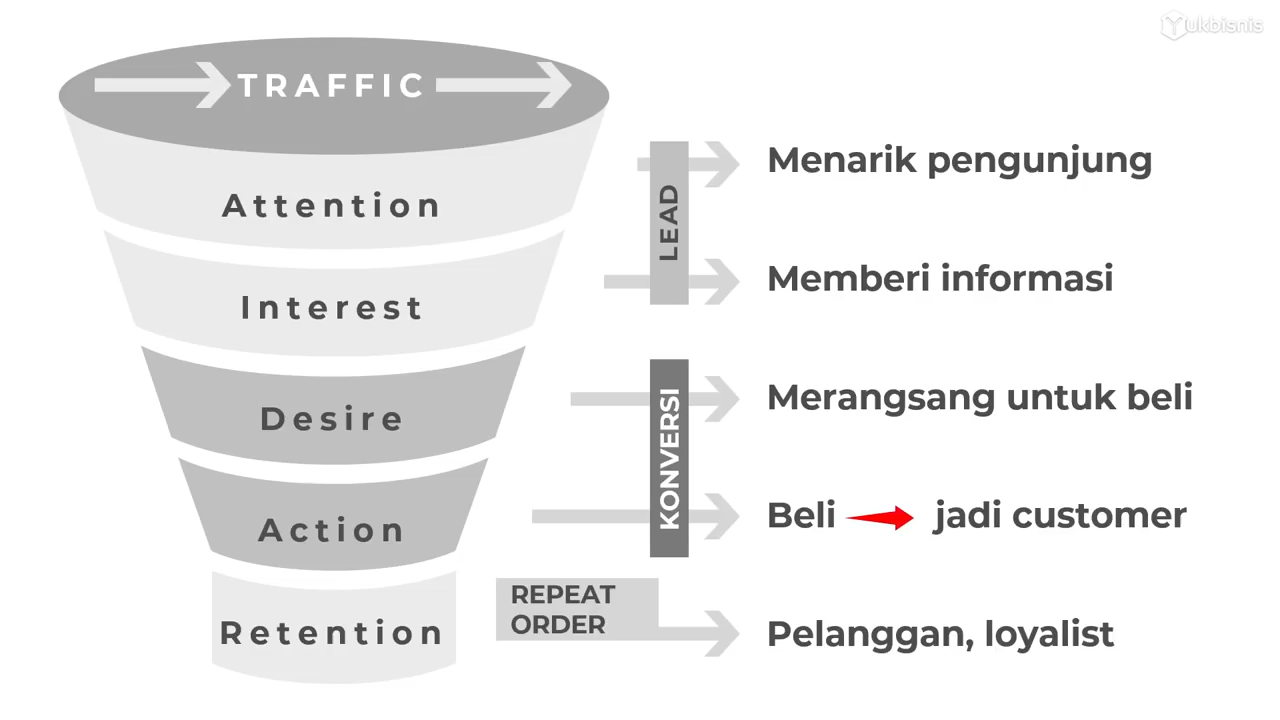 Yukbisnis
TRAFFIC
Attention
Interest
Desire
Action
Retention
LEAD
KONVERSI
REPEAT
ORDER
Menarik pengunjung
Memberi informasi
Merangsang untuk beli
Beli jadi customer
Pelanggan, loyalist